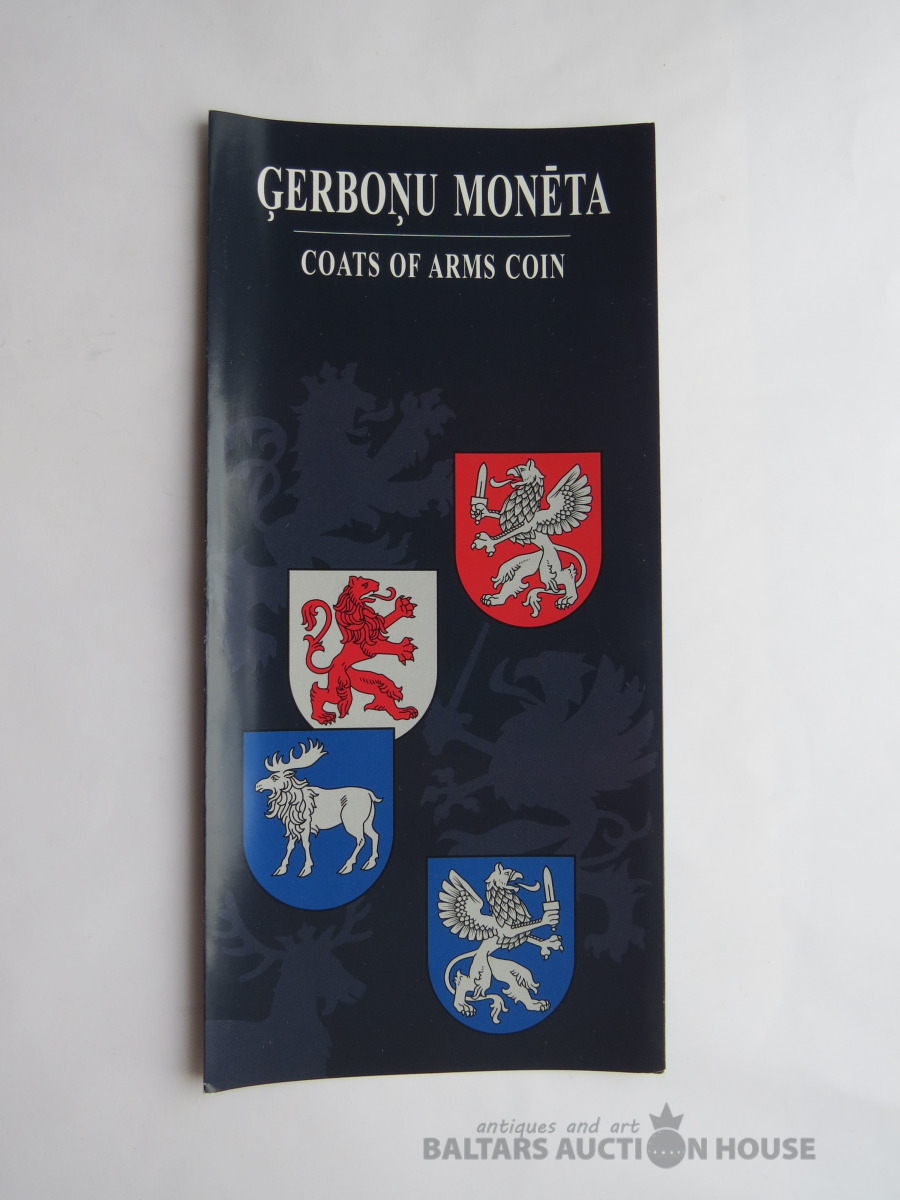 ĢERBOŅU MONĒTA
COATS OF ARMS COIN
antiques and art
BALTARS AUCTION HOUSE